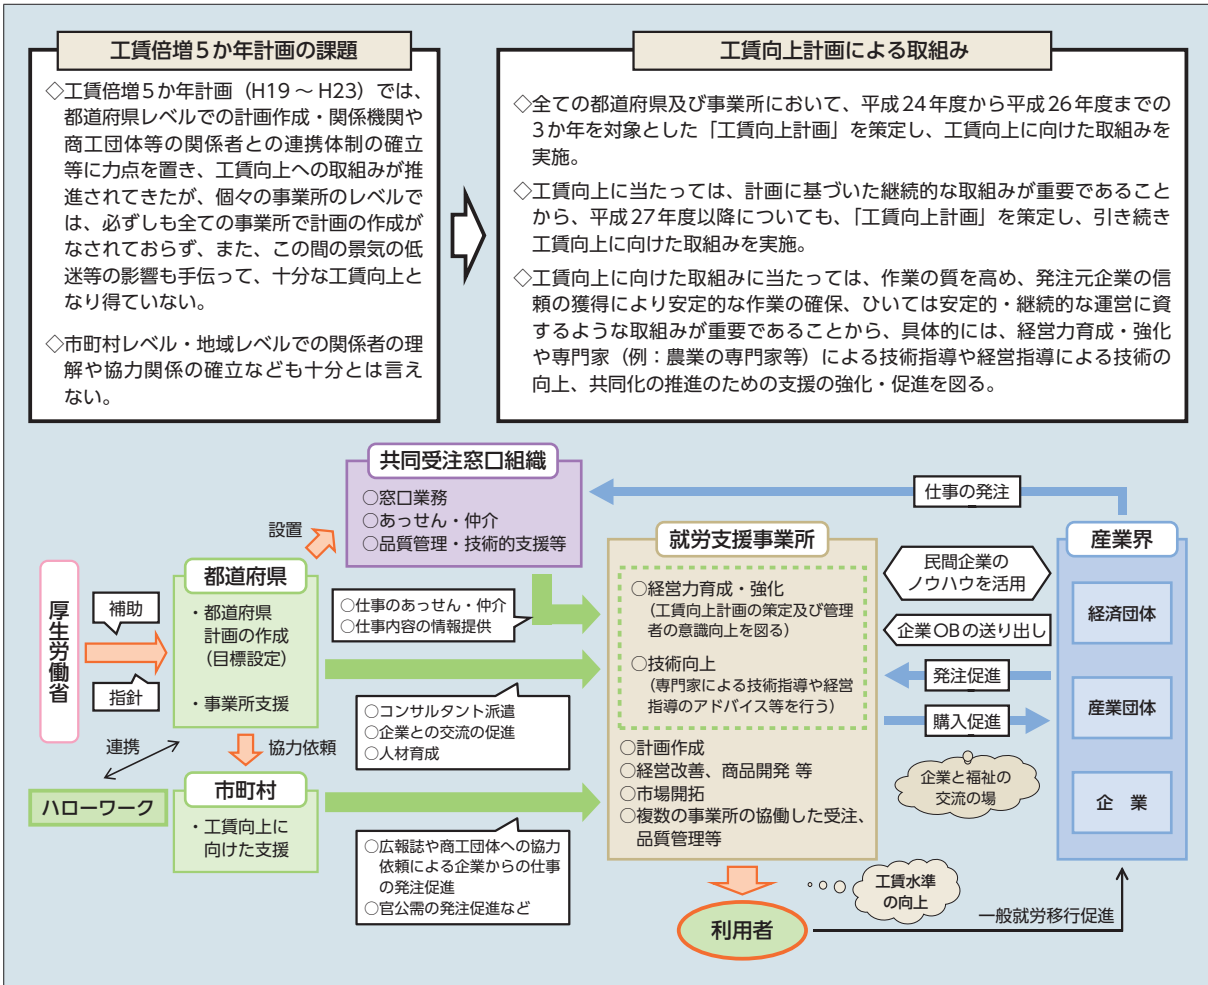 工賃倍増5か年計画の課題
◇工賃倍増5か年計画（H19～H23）では、
都道府県レベルでの計画作成・関係機関や
商工団体等の関係者との連携体制の確立
等に力点を置き、工賃向上への取組みが
推進されてきたが、個々の事業所のレベルで
は、必ずしも全ての事業所で計画の作成が
なされておらず、また、この間の景気の低
迷等の影響も手伝って、十分な工賃向上と
なり得ていない。
◇市町村レベル・地域レベルでの関係者の理
解や協力関係の確立なども十分とは言え
ない。
工賃向上計画による取組み
◇全ての都道府県及び事業所において、平成24年度から平成26年度までの
3か年を対象とした「工賃向上計画」を策定し、工賃向上に向けた取組みを
実施。
◇工賃向上に当たっては、計画に基づいた継続的な取組みが重要であること
から、平成27年度以降についても、「工賃向上計画」を策定し、引き続き
工賃向上に向けた取組みを実施。
◇工賃向上に向けた取組みに当たっては、作業の質を高め、発注元企業の信
頼の獲得により安定的な作業の確保、ひいては安定的・継続的な運営に資
するような取組みが重要であることから、具体的には、経営力育成・強化
や専門家（例：農業の専門家等）による技術指導や経営指導による技術の
向上、共同化の推進のための支援の強化・促進を図る。
共同受注窓口組織
○窓口業務
○あっせん・仲介
○品質管理・技術的支援等
仕事の発注
設置
厚生労働省
補助
指針
都道府県
・都道府県
計画の作成
（目標設定）
・事業所支援
○仕事のあっせん・仲介
○仕事内容の情報提供
○コンサルタント派遣
○企業との交流の促進
○人材育成
連携
協力依頼
ハローワーク
市町村
・工賃向上に
向けた支援
○広報誌や商工団体への協力
依頼による企業からの仕事
の発注促進
○官公需の発注促進など
就労支援事業所
○経営力育成・強化
（工賃向上計画の策定及び管理
者の意識向上を図る）
○技術向上
（専門家による技術指導や経営
指導のアドバイス等を行う）
○計画作成
○経営改善、商品開発 等
○市場開拓
○複数の事業所の協働した受注、
品質管理等
民間企業の
ノウハウを活用
企業OBの送り出し
発注促進
購入促進
企業と福祉の
交流の場
産業界
経済団体
産業団体
企　業
工賃水準
の向上
利用者
一般就労移行促進